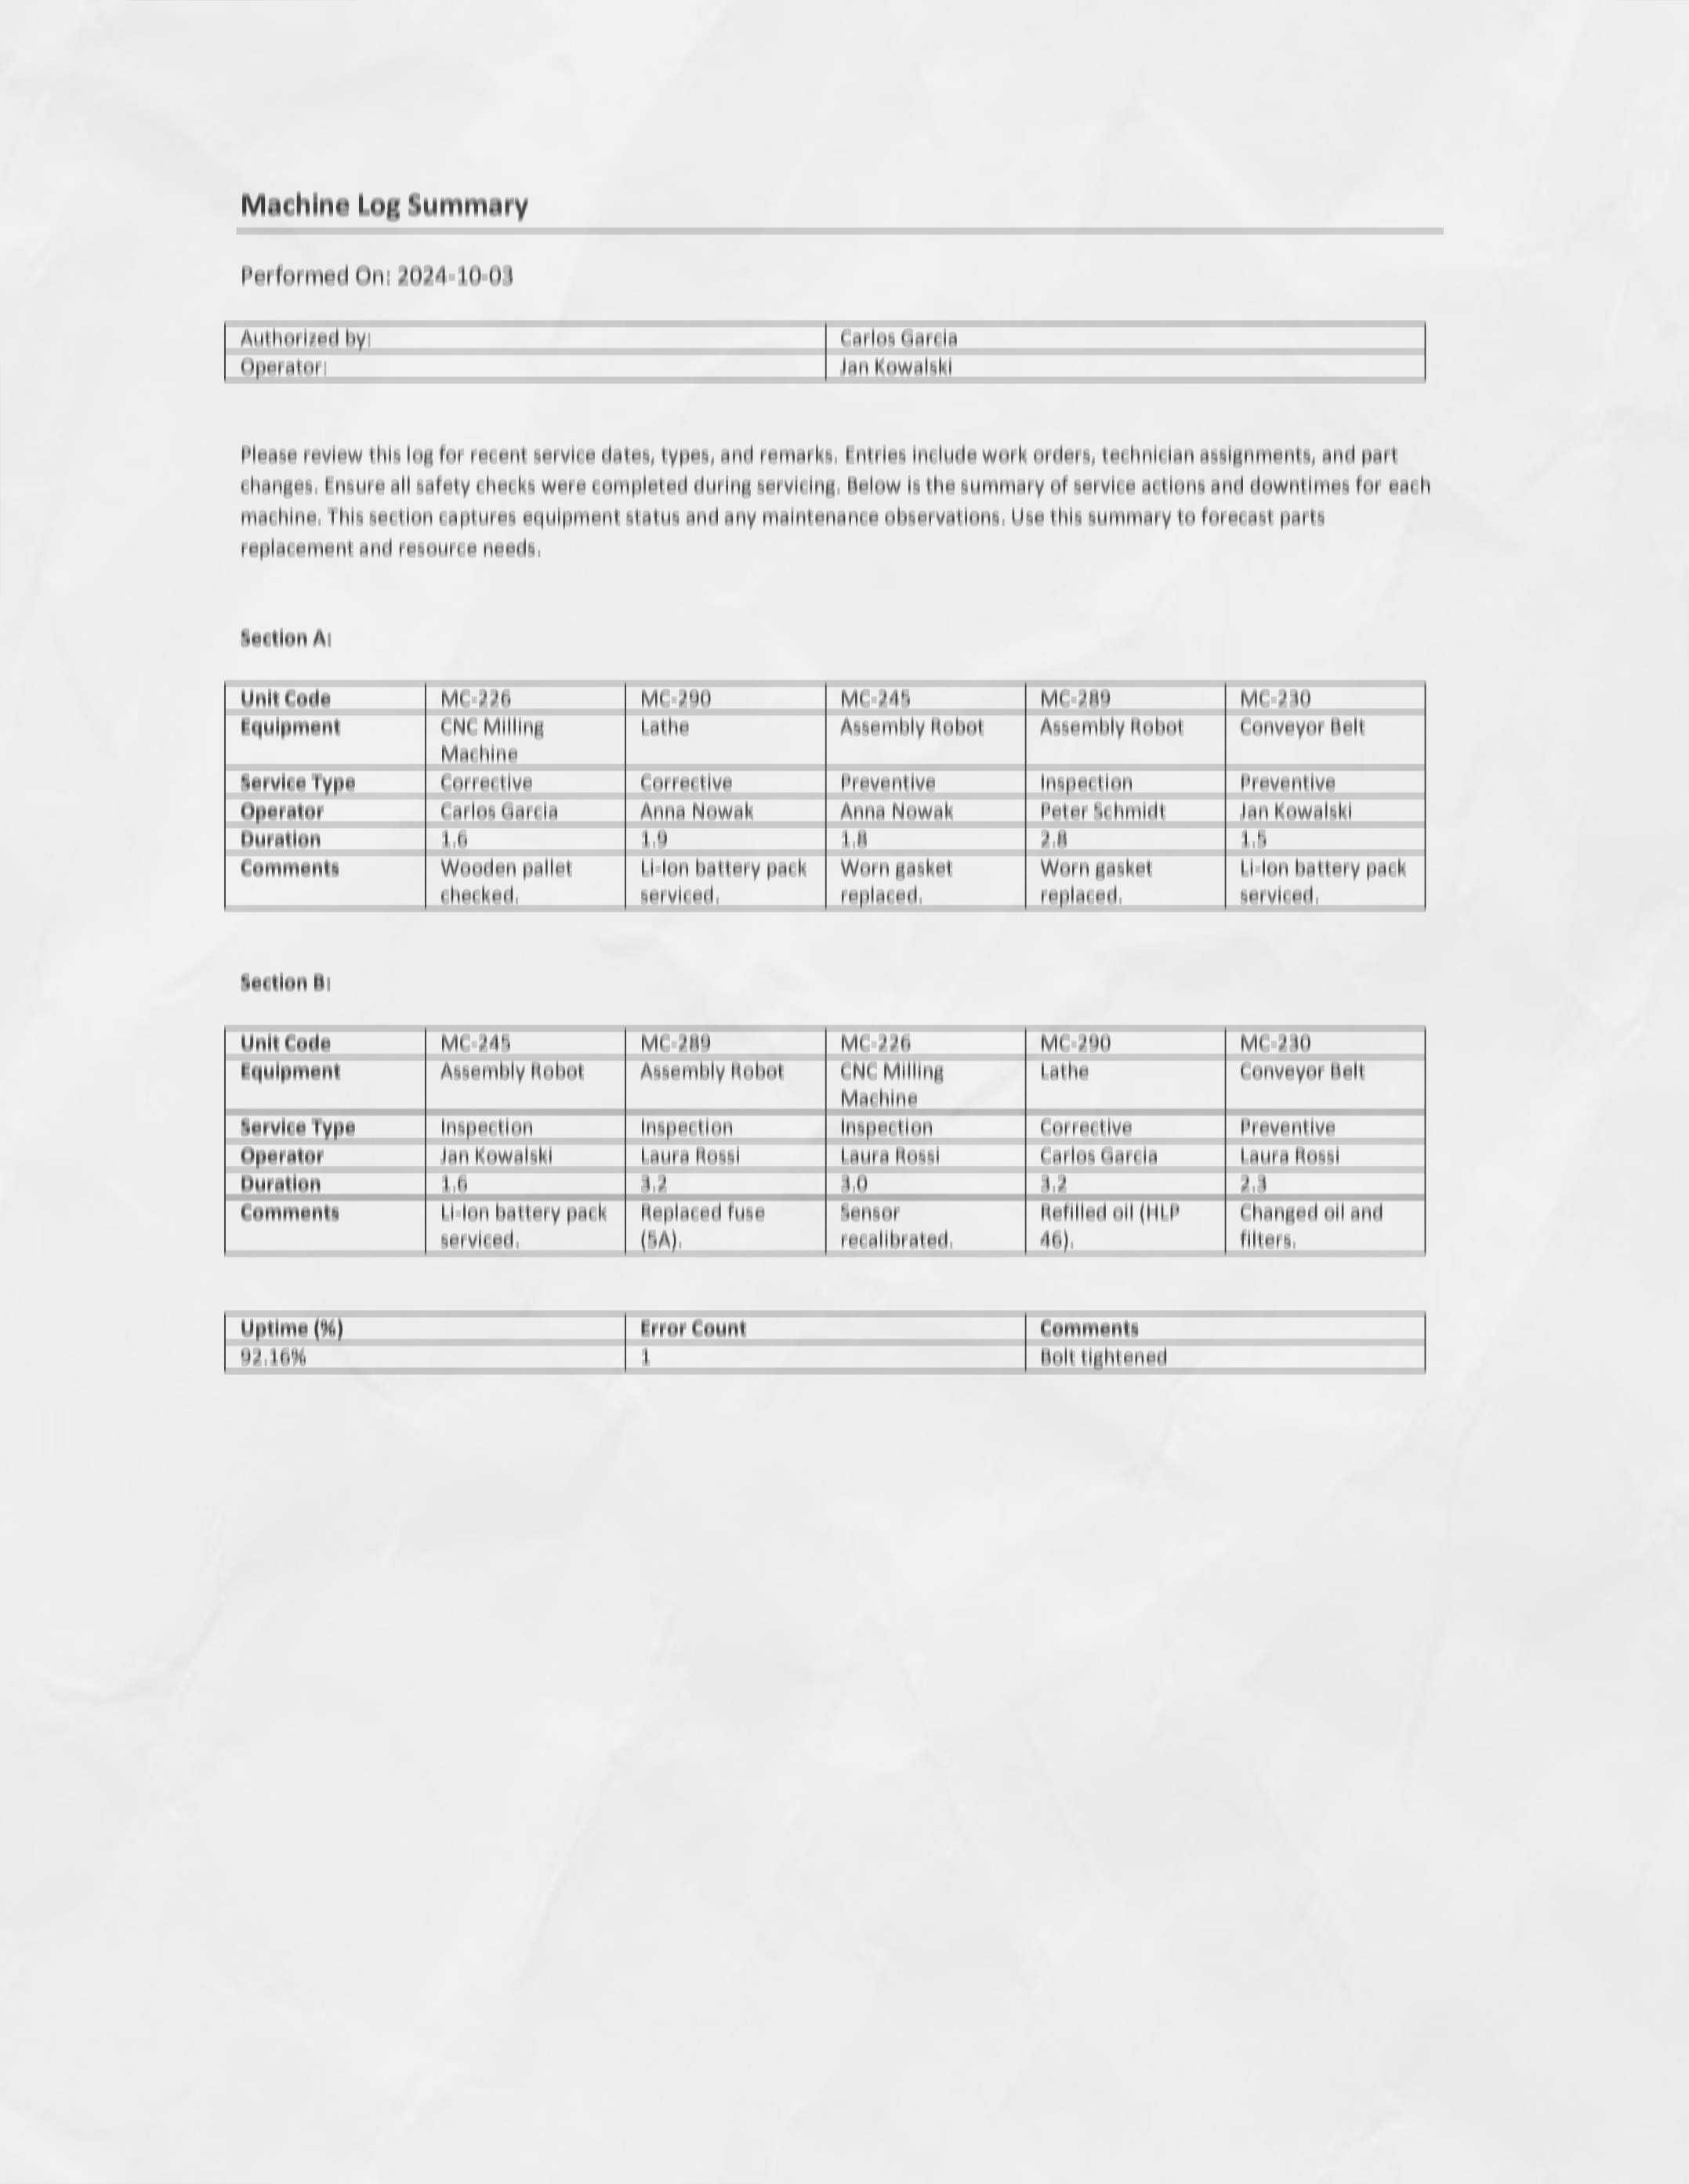 Machine Log Summary
Performed On: 2024-10-03
Authorized by: Carlos Garcia
Operator: Jan Kowalski
Please review this log for recent service dates, types, and remarks. Entries include work orders, technician assignments, and part
changes. Ensure all safety checks were completed during servicing. Below is the summary of service actions and downtimes for each
machine. This section captures equipment status and any maintenance observations. Use this summary to forecast parts
replacement and resource needs.
Section A:
Unit Code MC-226 MC-290 MC-245 MC-289 MC-230
Equipment CNC Milling Lathe Assembly Robot Assembly Robot Conveyor Belt
Machine
Service Type Corrective Corrective Preventive Inspection Preventive
Operator Carlos Garcia Anna Nowak Anna Nowak Peter Schmidt Jan Kowalski
Duration 1.6 1.9 1.8 2.8 1.5
Comments Wooden pallet Li-Ion battery pack Worn gasket Worn gasket Li-Ion battery pack
checked. serviced. replaced. replaced. serviced.
Section B:
Unit Code MC-245 MC-289 MC-226 MC-290 MC-230
Equipment Assembly Robot Assembly Robot CNC Milling Lathe Conveyor Belt
Machine
Service Type Inspection Inspection Inspection Corrective Preventive
Operator Jan Kowalski Laura Rossi Laura Rossi Carlos Garcia Laura Rossi
Duration 1.6 3.2 3.0 3.2 2.3
Comments Li-Ion battery pack Replaced fuse Sensor Refilled oil (HLP Changed oil and
serviced. (5A). recalibrated. 46). filters.
Uptime (%) Error Count Comments
92.16% 1 Bolt tightened